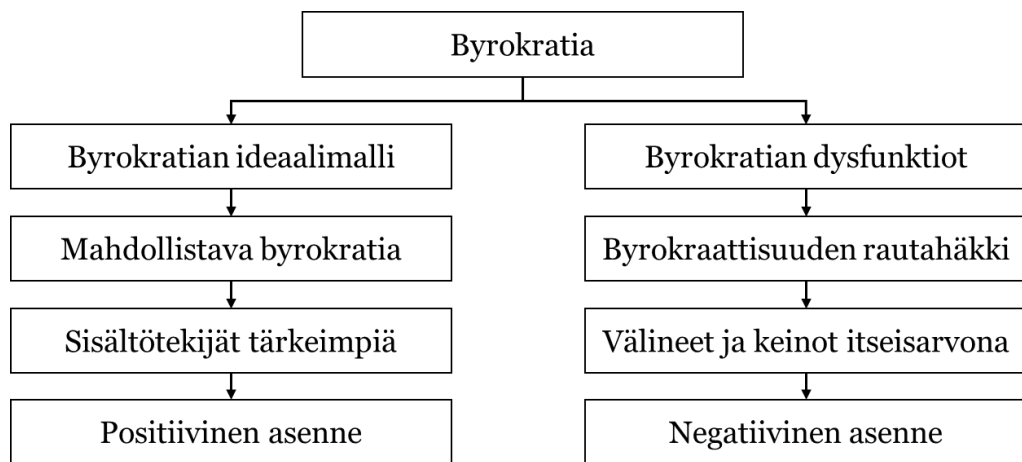 Byrokratia
Byrokratian ideaalimalli
Byrokratian dysfunktiot
Mahdollistava byrokratia
Byrokraattisuuden rautahäkki
Sisältötekijät tärkeimpiä
Välineet ja keinot itseisarvona
Positiivinen asenne
Negatiivinen asenne